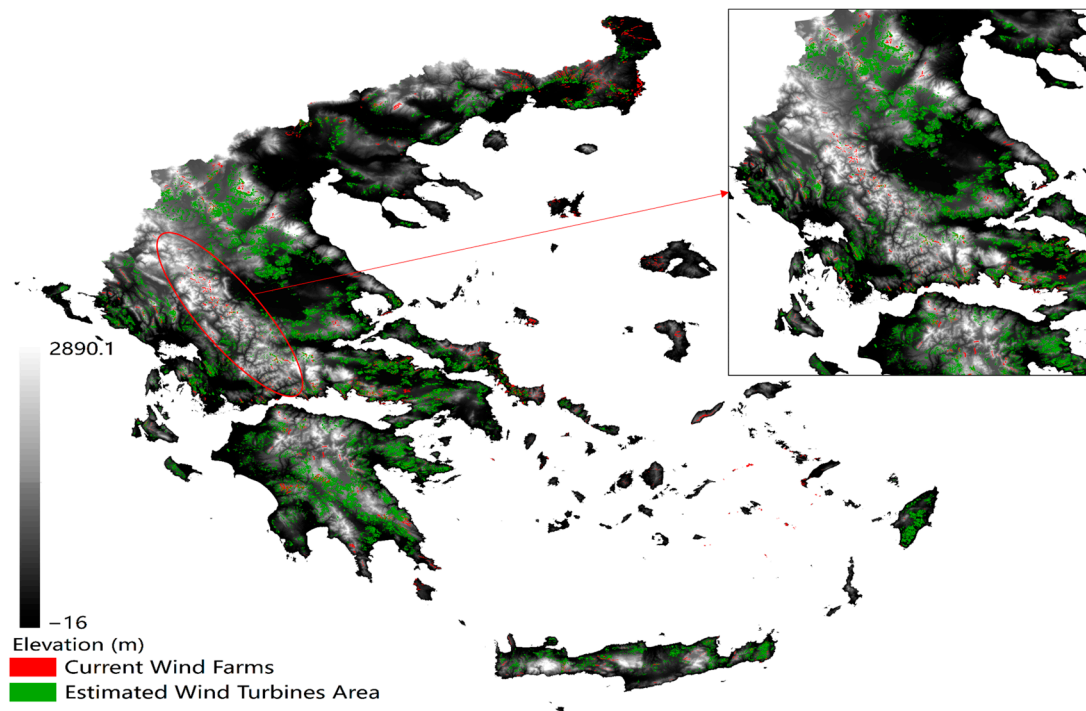 2890.1
−16
Elevation (m)
Current Wind Farms
Estimated Wind Turbines Area